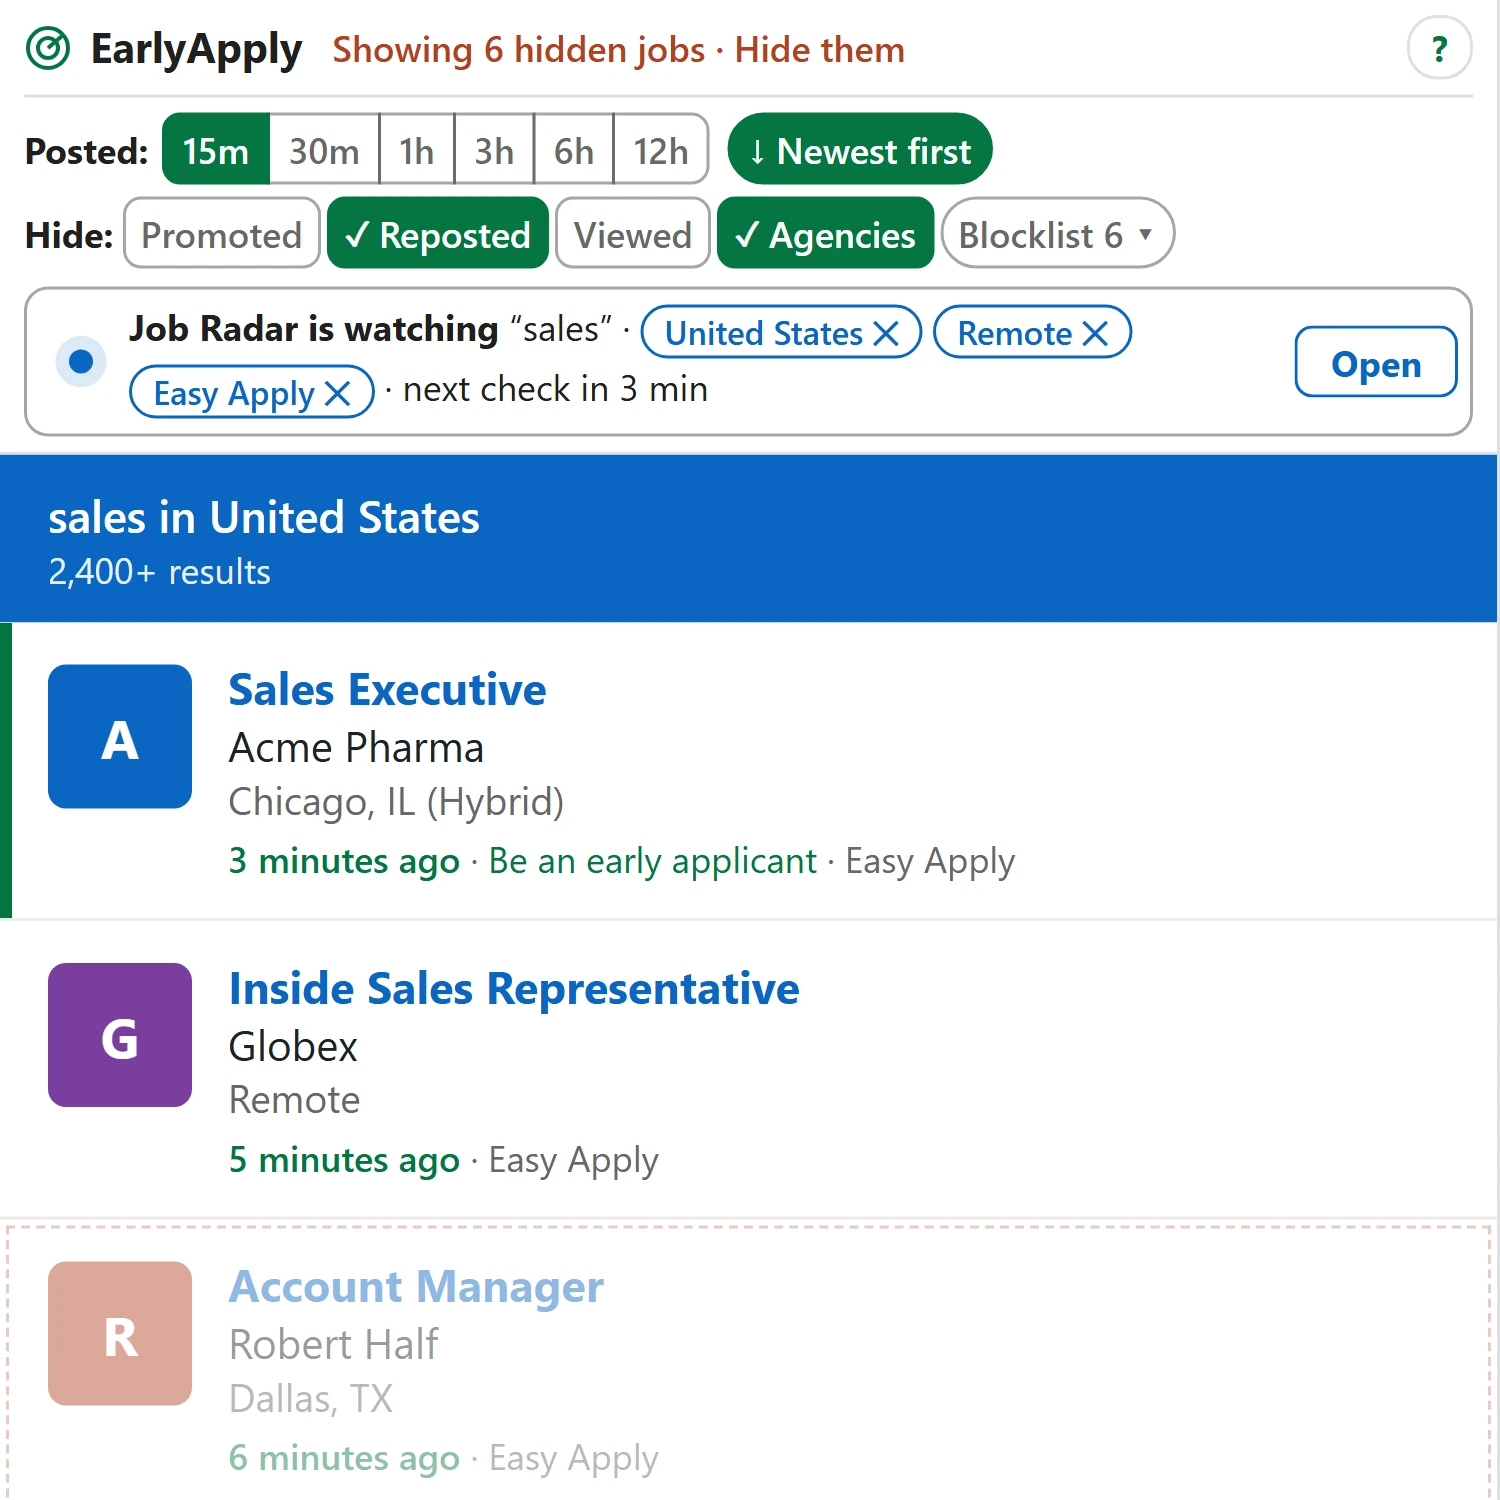 EarlyApply Showing 6 hidden jobs · Hide them ?
Posted: 15m 30m 1h 3h 6h 12h ↓ Newest first
Hide: Promoted ✓ Reposted Viewed ✓ Agencies Blocklist 6 ▼
Job Radar is watching “sales” · United States ✕ Remote ✕
Easy Apply ✕ · next check in 3 min
Open
sales in United States
2,400+ results
A
Sales Executive
Acme Pharma
Chicago, IL (Hybrid)
3 minutes ago · Be an early applicant · Easy Apply
G
Inside Sales Representative
Globex
Remote
5 minutes ago · Easy Apply
R
Account Manager
Robert Half
Dallas, TX
6 minutes ago · Easy Apply